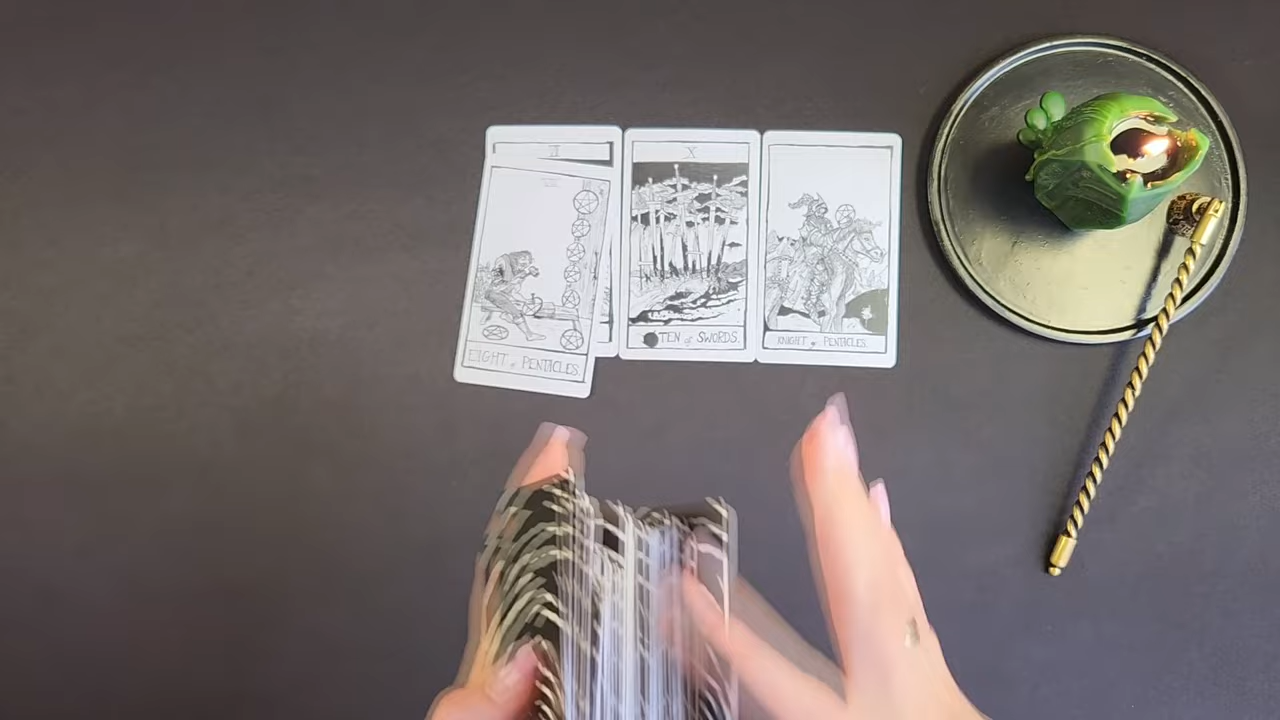 X
EIGHT of PENTACLES.
TEN of SWORDS.
KNIGHT of PENTACLES.